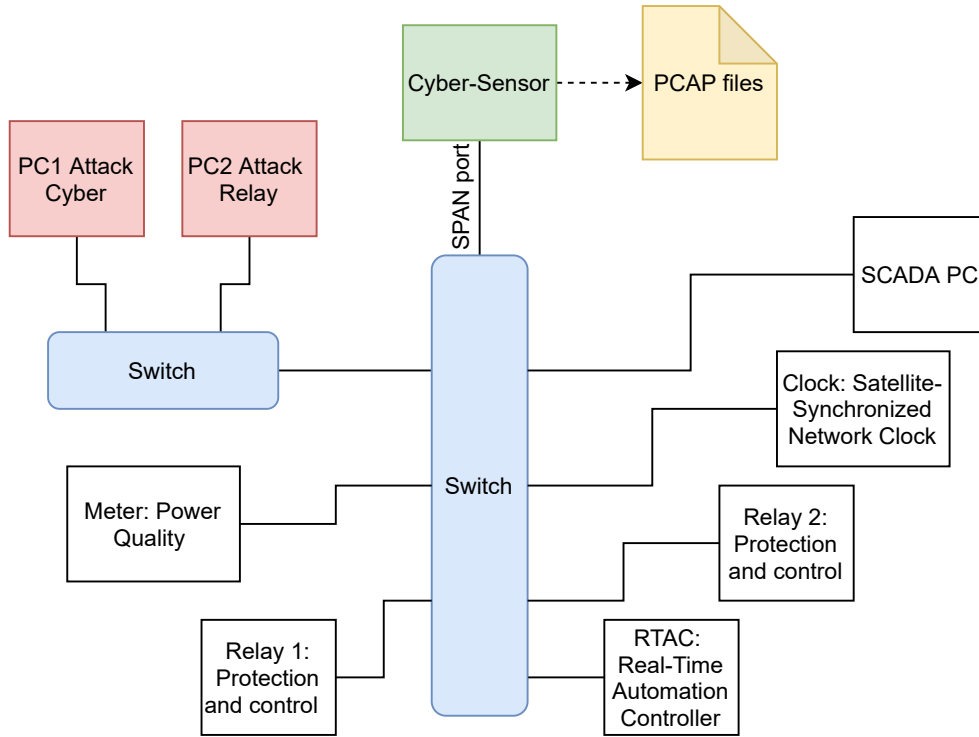 Cyber-Sensor
PCAP files
PC1 Attack
Cyber
PC2 Attack
Relay
SPAN port
SCADA PC
Switch
Clock: Satellite-
Synchronized
Network Clock
Meter: Power
Quality
Switch
Relay 2:
Protection
and control
Relay 1:
Protection
and control
RTAC:
Real-Time
Automation
Controller